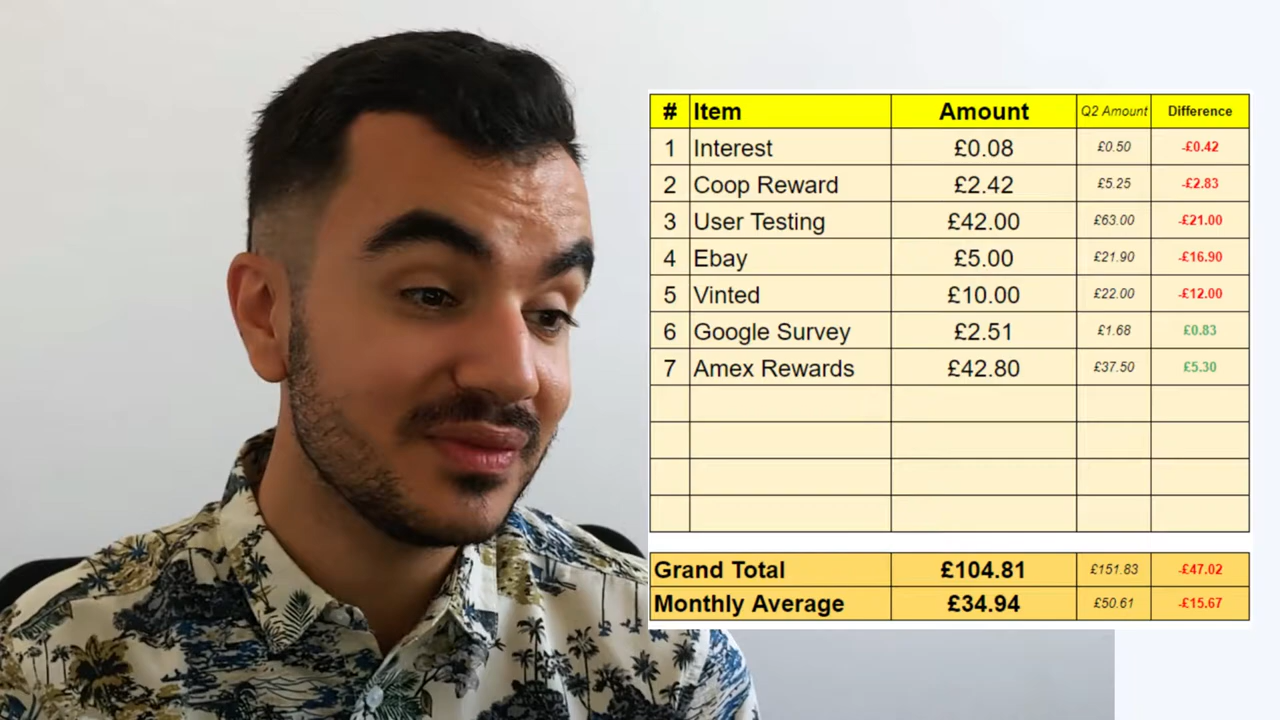 # Item Amount Q2 Amount Difference
1 Interest £0.08 £0.50 -£0.42
2 Coop Reward £2.42 £5.25 -£2.83
3 User Testing £42.00 £63.00 -£21.00
4 Ebay £5.00 £21.90 -£16.90
5 Vinted £10.00 £22.00 -£12.00
6 Google Survey £2.51 £1.68 £0.83
7 Amex Rewards £42.80 £37.50 £5.30
Grand Total £104.81 £151.83 -£47.02
Monthly Average £34.94 £50.61 -£15.67